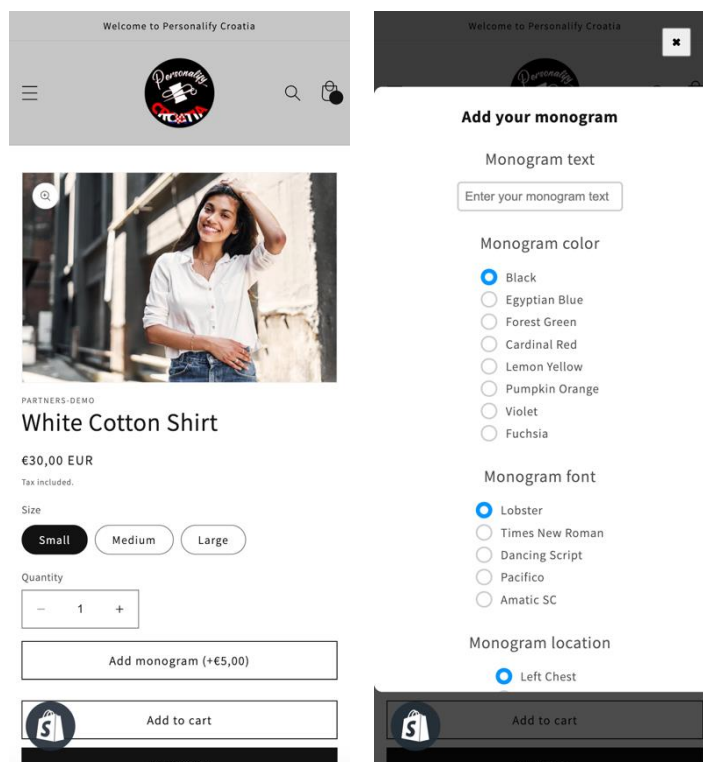 Welcome to Personalify Croatia
Personalify
CROATIA
PARTNERS-DEMO
White Cotton Shirt
€30,00 EUR
Tax included.
Size
Small Medium Large
Quantity
− 1 +
Add monogram (+€5,00)
Add to cart
Welcome to Personalify Croatia
Personalify
Add your monogram
Monogram text
Enter your monogram text
Monogram color
Black
Egyptian Blue
Forest Green
Cardinal Red
Lemon Yellow
Pumpkin Orange
Violet
Fuchsia
Monogram font
Lobster
Times New Roman
Dancing Script
Pacifico
Amatic SC
Monogram location
Left Chest
Add to cart